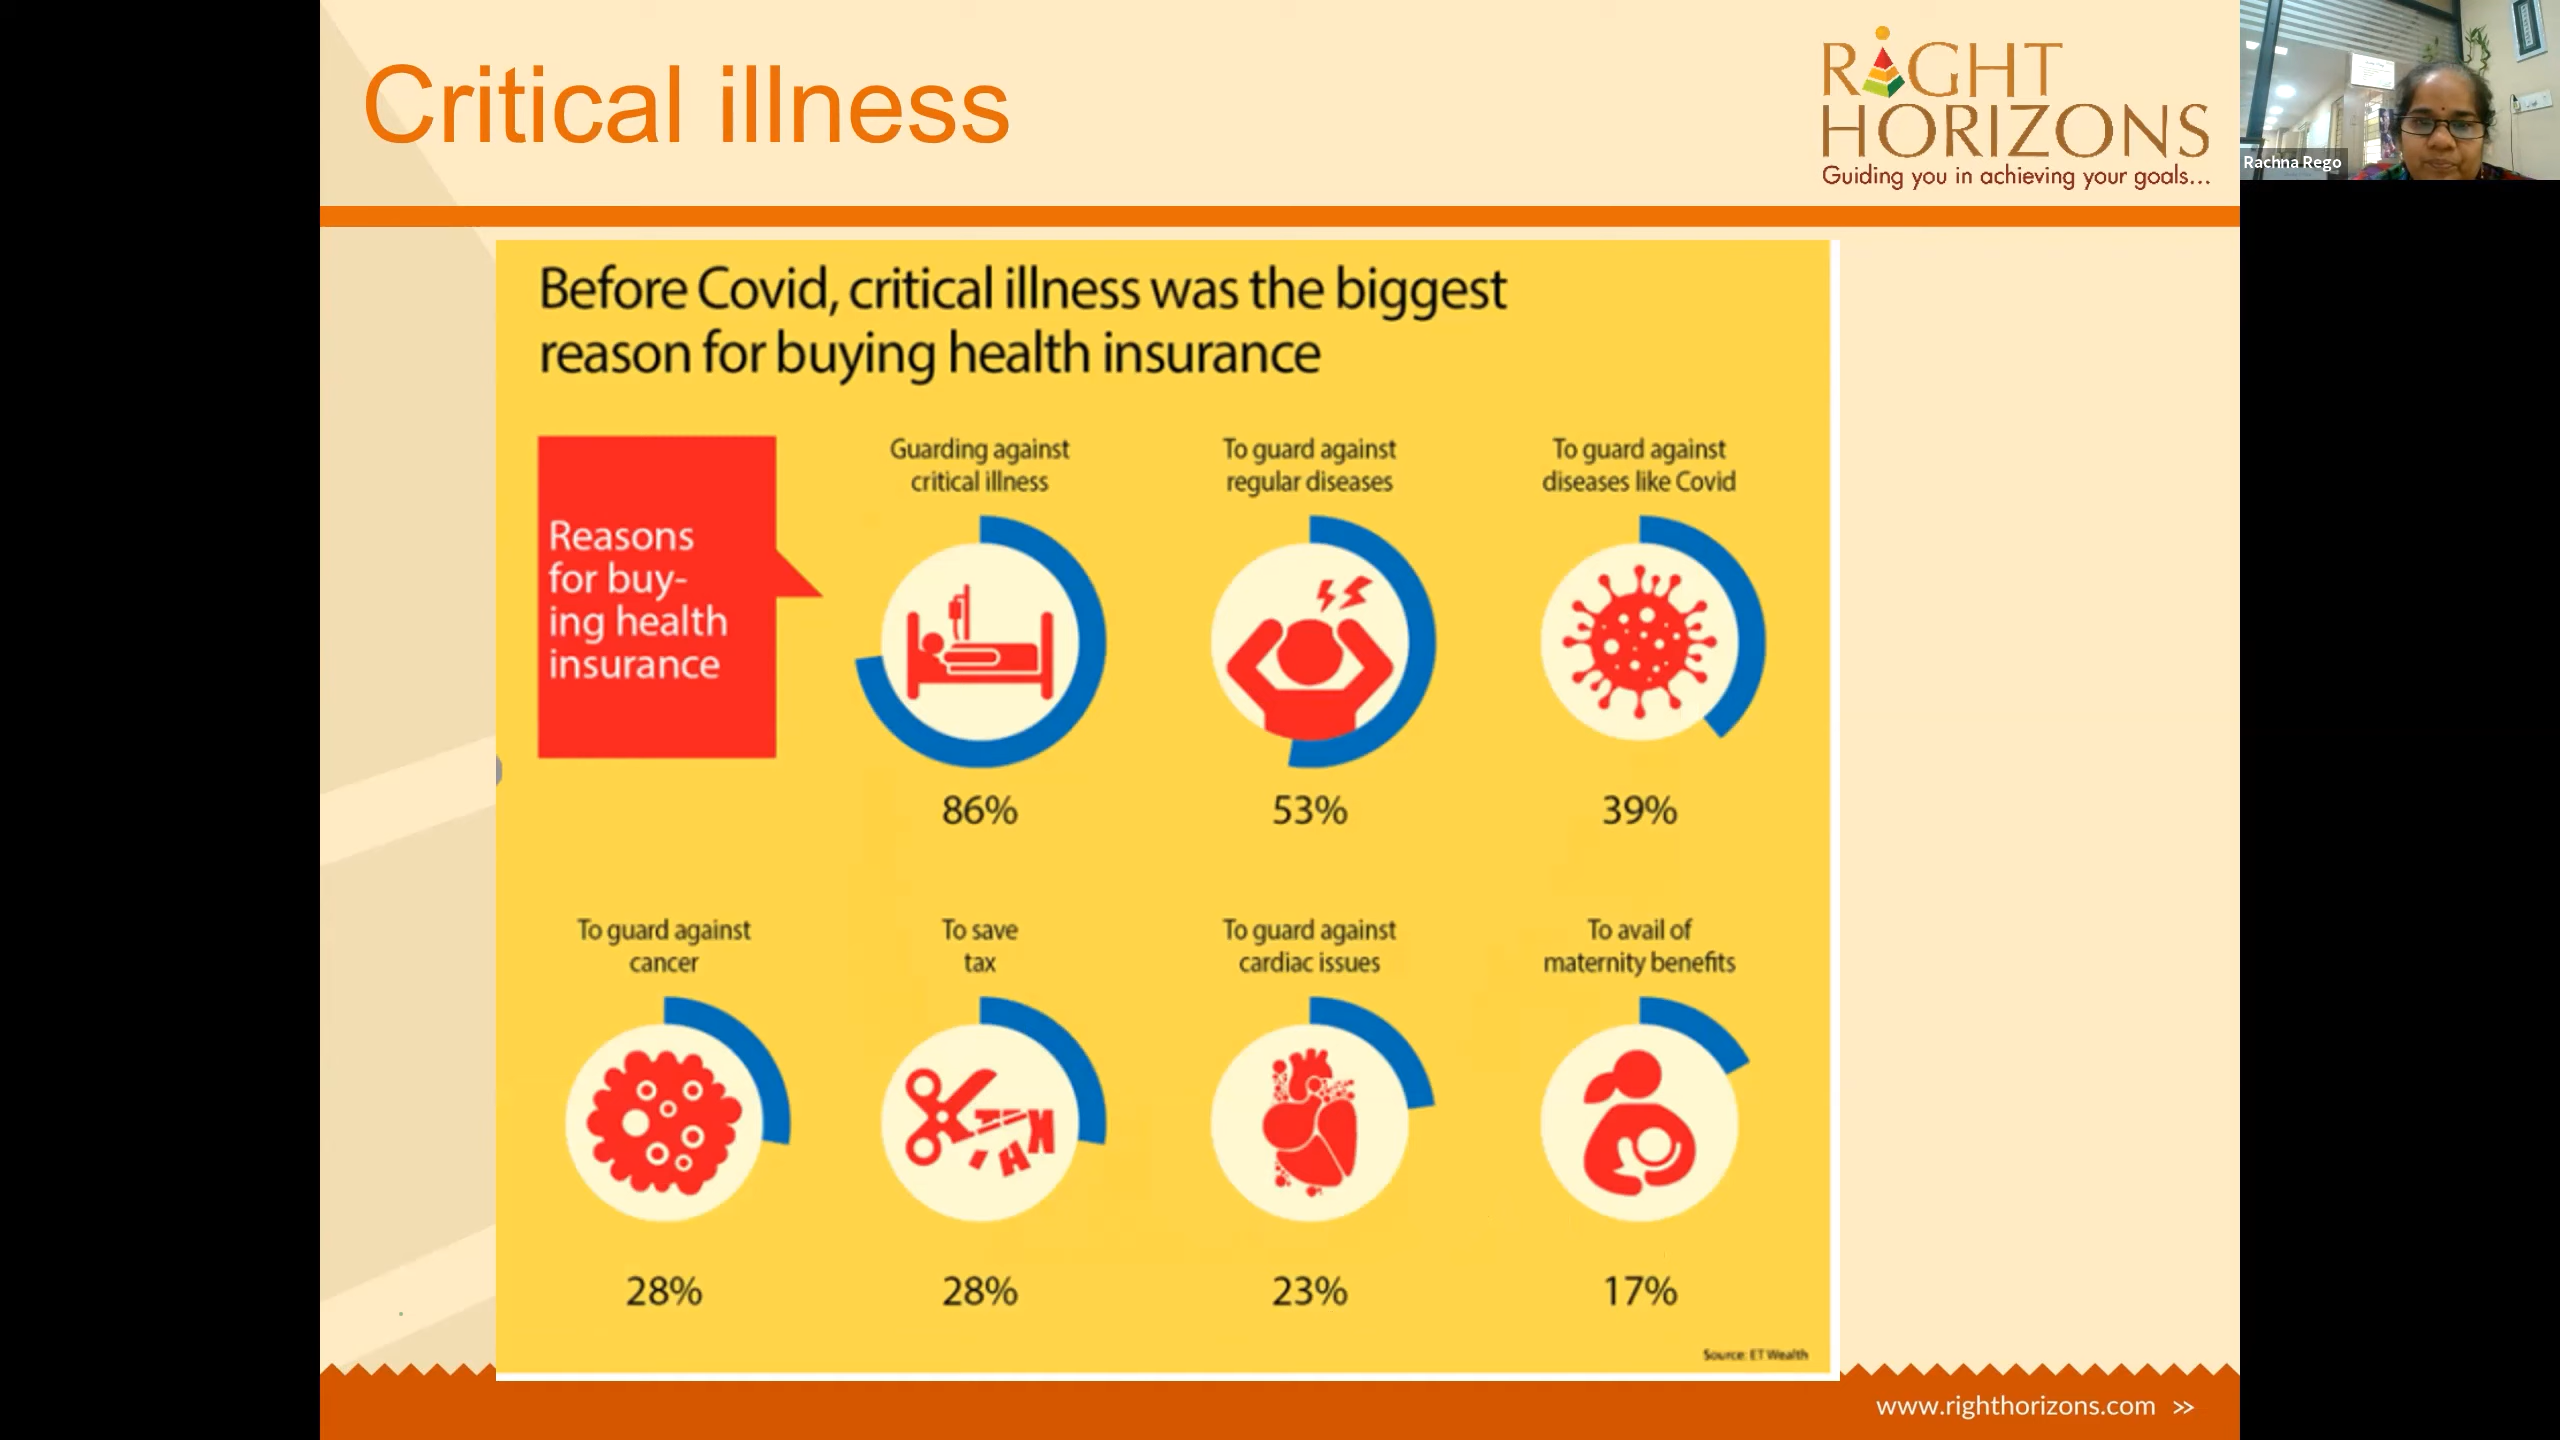 Critical illness
RIGHT
HORIZONS
Guiding you in achieving your goals...
Rachna Rego
Before Covid, critical illness was the biggest
reason for buying health insurance
Reasons
for buy-
ing health
insurance
Guarding against
critical illness
86%
To guard against
regular diseases
53%
To guard against
diseases like Covid
39%
To guard against
cancer
28%
To save
tax
TAX
28%
To guard against
cardiac issues
23%
To avail of
maternity benefits
17%
Source: ET Wealth
www.righthorizons.com >>